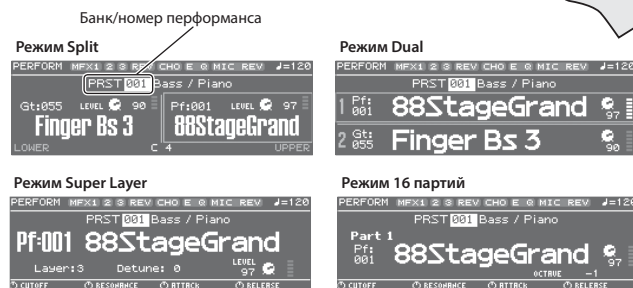 Банк/номер перформанса
Режим Split
PERFORM MFX1 2 3 REV CHO E Q MIC REV ♩=120
PRST 001 Bass / Piano
Gt:055 LEVEL 90 Pf:001 LEVEL 97
Finger Bs 3 88StageGrand
LOWER C 4 UPPER
Режим Dual
PERFORM MFX1 2 3 REV CHO E Q MIC REV ♩=120
PRST 001 Bass / Piano
1 Pf: 001 88StageGrand 97
2 Gt: 055 Finger Bs 3 90
Режим Super Layer
PERFORM MFX1 2 3 REV CHO E Q MIC REV ♩=120
PRST 001 Bass / Piano
Pf:001 88StageGrand
Layer:3 Detune: 0 LEVEL 97
CUTOFF RESONANCE ATTACK RELEASE
Режим 16 партий
PERFORM MFX1 2 3 REV CHO E Q MIC REV ♩=120
PRST 001 Bass / Piano
Part 1
Pf: 001 88StageGrand 97
OCTAVE -1
CUTOFF RESONANCE ATTACK RELEASE